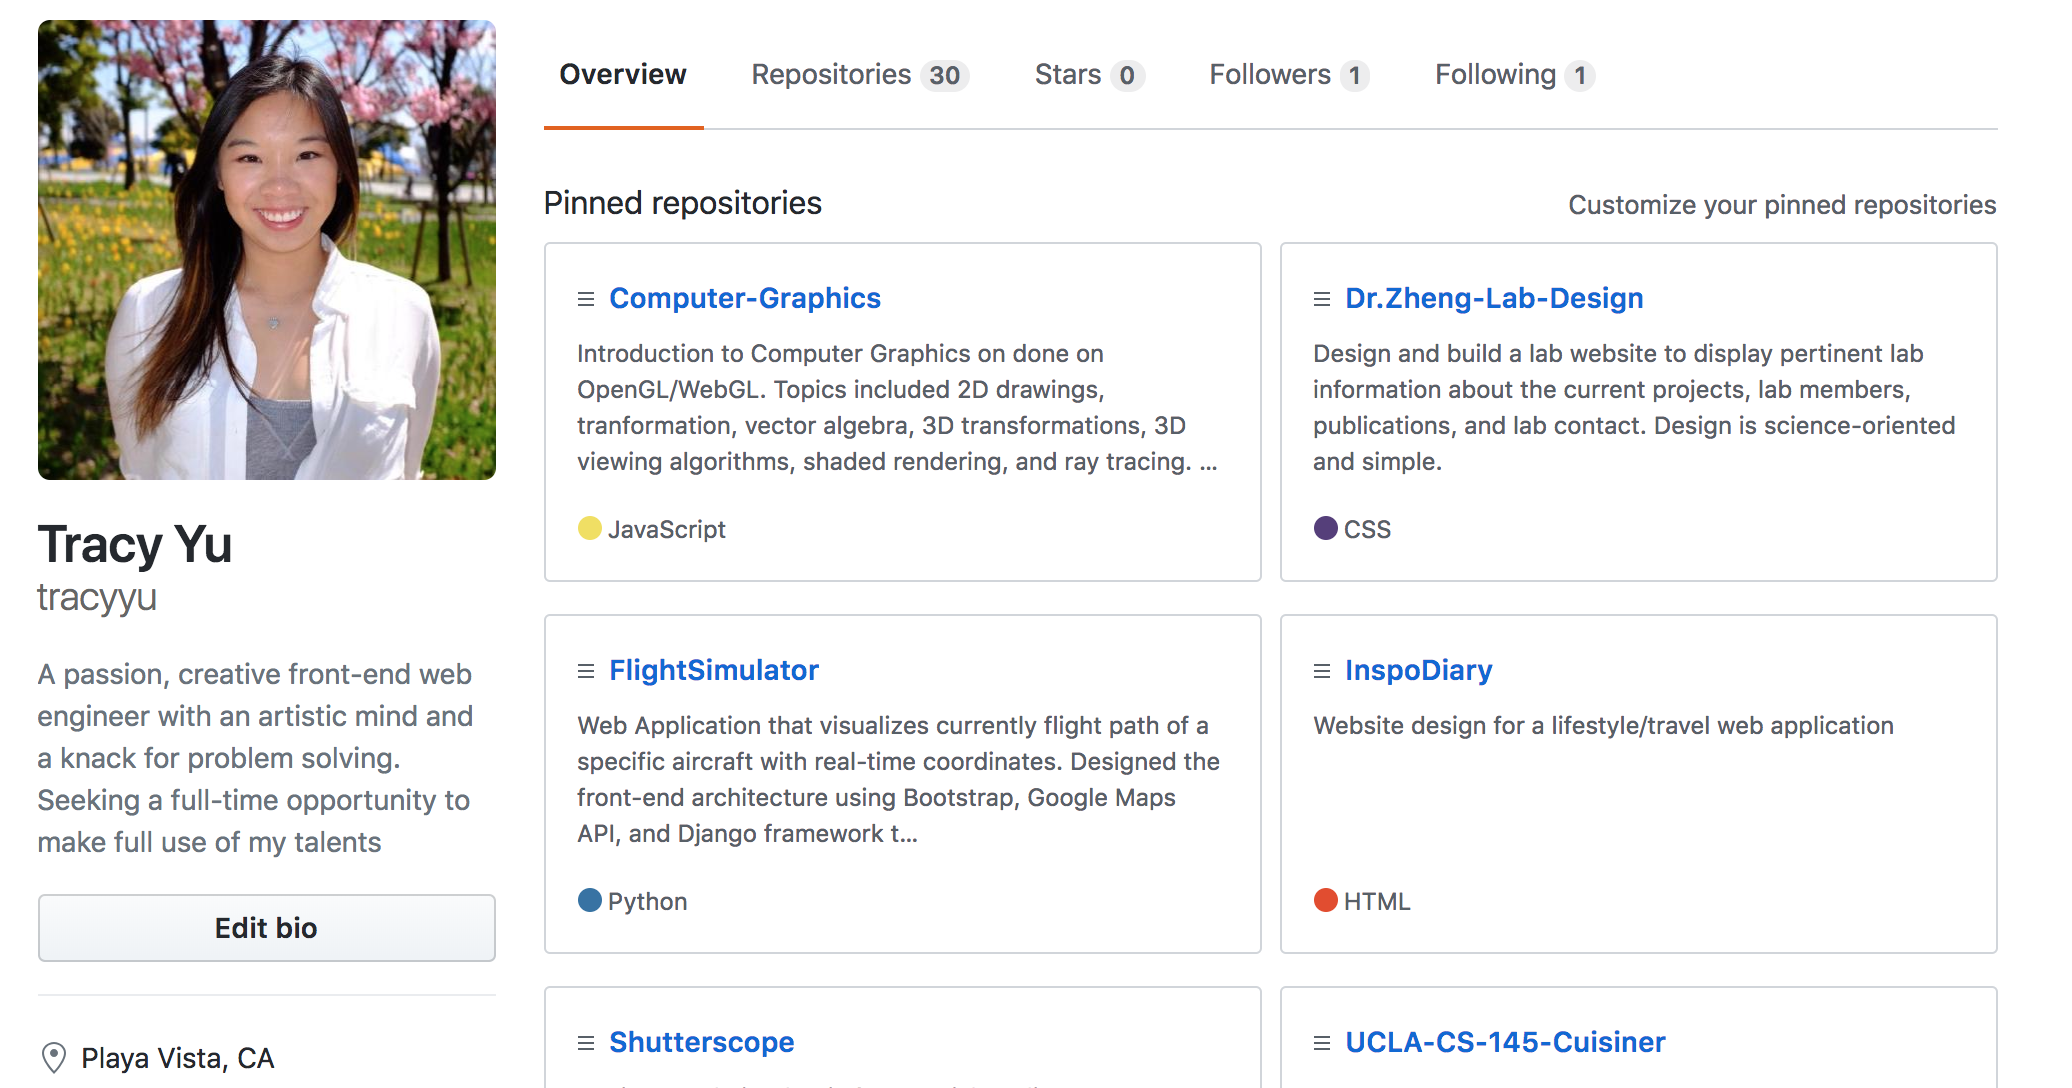 Overview Repositories 30 Stars 0 Followers 1 Following 1
Pinned repositories
Customize your pinned repositories
Computer-Graphics
Introduction to Computer Graphics on done on
OpenGL/WebGL. Topics included 2D drawings,
tranformation, vector algebra, 3D transformations, 3D
viewing algorithms, shaded rendering, and ray tracing. ...
JavaScript
Dr.Zheng-Lab-Design
Design and build a lab website to display pertinent lab
information about the current projects, lab members,
publications, and lab contact. Design is science-oriented
and simple.
CSS
Tracy Yu
tracyyu
A passion, creative front-end web
engineer with an artistic mind and
a knack for problem solving.
Seeking a full-time opportunity to
make full use of my talents
Edit bio
Playa Vista, CA
FlightSimulator
Web Application that visualizes currently flight path of a
specific aircraft with real-time coordinates. Designed the
front-end architecture using Bootstrap, Google Maps
API, and Django framework t...
Python
InspoDiary
Website design for a lifestyle/travel web application
HTML
Shutterscope
UCLA-CS-145-Cuisiner